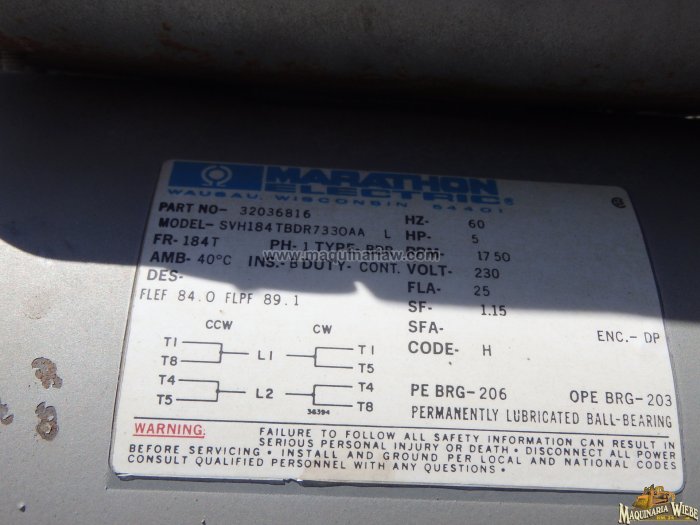 MARATHON
ELECTRIC®
WAUSAU, WISCONSIN 54401
PART NO- 32036816
MODEL- SVH184TBDR7330AA L
FR- 184T PH- 1 TYPE-
AMB- 40°C INS.- B DUTY- CONT.
DES-
FLEF 84.0 FLPF 89.1
HZ- 60
HP- 5
RPM- 1750
VOLT- 230
FLA- 25
SF- 1.15
SFA-
CODE- H
ENC.- DP
CCW CW
T1 L1 T1
T8 T5
T4 L2 T4
T5 36394 T8
PE BRG-206 OPE BRG-203
PERMANENTLY LUBRICATED BALL-BEARING
WARNING: FAILURE TO FOLLOW ALL SAFETY INFORMATION CAN RESULT IN
SERIOUS PERSONAL INJURY OR DEATH • DISCONNECT ALL POWER
BEFORE SERVICING • INSTALL AND GROUND PER LOCAL AND NATIONAL CODES
CONSULT QUALIFIED PERSONNEL WITH ANY QUESTIONS.
www.maquinariaw.com
MAQUINARIA WIEBE